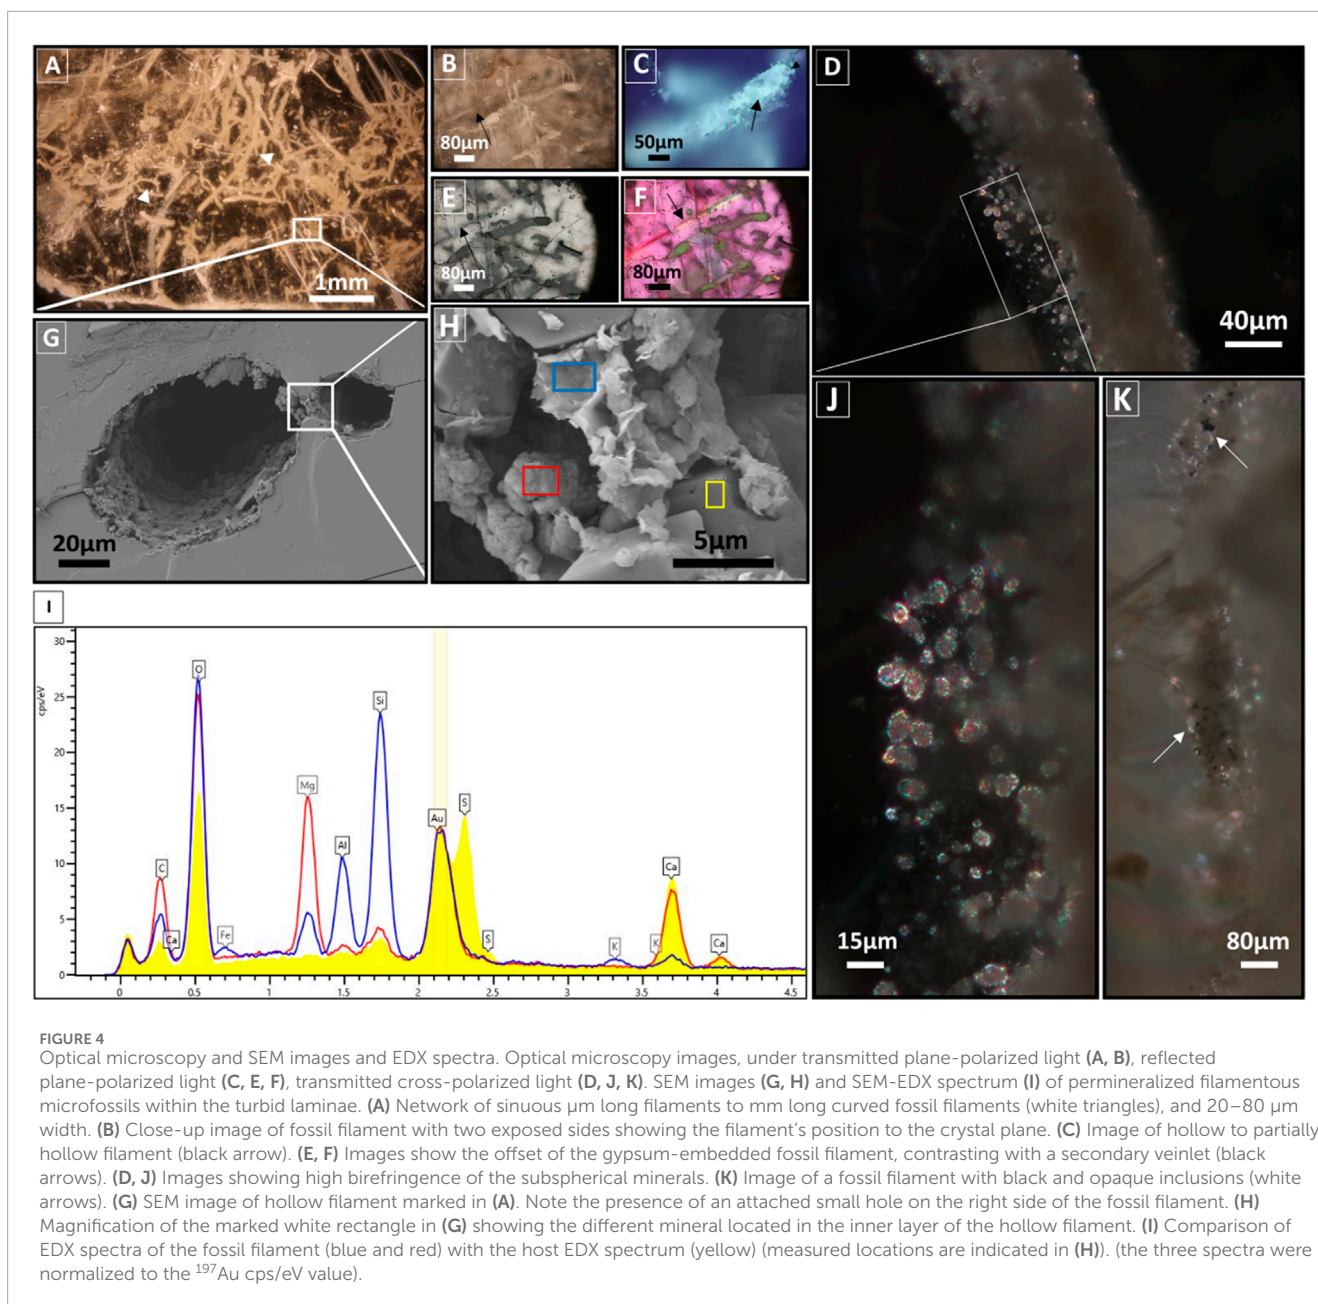 A
B
C
D
1mm
80μm
50μm
40μm
E
F
80μm
80μm
G
H
J
K
20μm
5μm
15μm
80μm
I
cps/eV
30
25
20
15
10
5
0
C
Ca
O
Fe
Mg
Al
Si
Au
S
S
K
K
Ca
Ca
0 0.5 1 1.5 2 2.5 3 3.5 4 4.5
FIGURE 4
Optical microscopy and SEM images and EDX spectra. Optical microscopy images, under transmitted plane-polarized light (A, B), reflected
plane-polarized light (C, E, F), transmitted cross-polarized light (D, J, K). SEM images (G, H) and SEM-EDX spectrum (I) of permineralized filamentous
microfossils within the turbid laminae. (A) Network of sinuous μm long filaments to mm long curved fossil filaments (white triangles), and 20–80 μm
width. (B) Close-up image of fossil filament with two exposed sides showing the filament's position to the crystal plane. (C) Image of hollow to partially
hollow filament (black arrow). (E, F) Images show the offset of the gypsum-embedded fossil filament, contrasting with a secondary veinlet (black
arrows). (D, J) Images showing high birefringence of the subspherical minerals. (K) Image of a fossil filament with black and opaque inclusions (white
arrows). (G) SEM image of hollow filament marked in (A). Note the presence of an attached small hole on the right side of the fossil filament. (H)
Magnification of the marked white rectangle in (G) showing the different mineral located in the inner layer of the hollow filament. (I) Comparison of
EDX spectra of the fossil filament (blue and red) with the host EDX spectrum (yellow) (measured locations are indicated in (H)). (the three spectra were
normalized to the ¹⁹⁷Au cps/eV value).